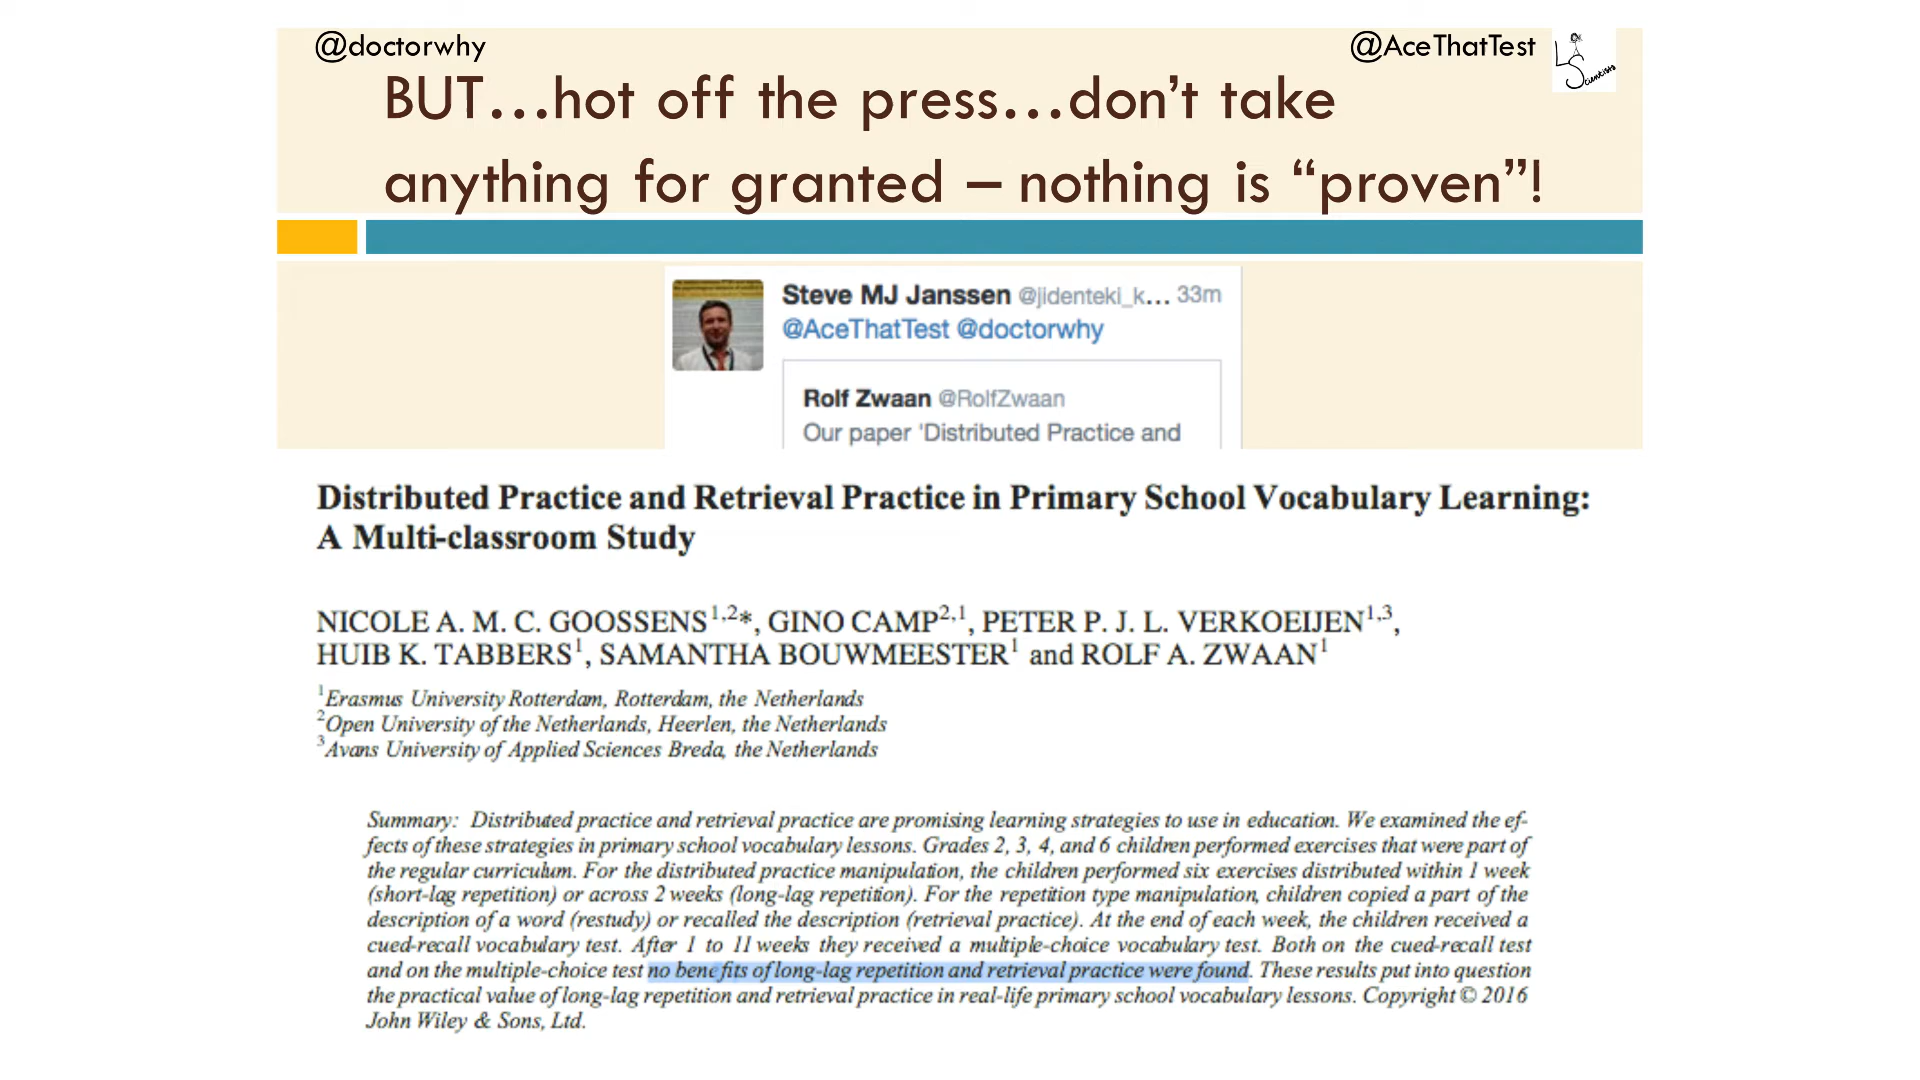 @doctorwhy
@AceThatTest
LS
cientists
BUT…hot off the press…don’t take
anything for granted – nothing is “proven”!
Steve MJ Janssen @jidenteki_k... 33m
@AceThatTest @doctorwhy
Rolf Zwaan @RolfZwaan
Our paper 'Distributed Practice and
Distributed Practice and Retrieval Practice in Primary School Vocabulary Learning:
A Multi-classroom Study
NICOLE A. M. C. GOOSSENS1,2*, GINO CAMP2,1, PETER P. J. L. VERKOEIJEN1,3,
HUIB K. TABBERS1, SAMANTHA BOUWMEESTER1 and ROLF A. ZWAAN1
1Erasmus University Rotterdam, Rotterdam, the Netherlands
2Open University of the Netherlands, Heerlen, the Netherlands
3Avans University of Applied Sciences Breda, the Netherlands
Summary: Distributed practice and retrieval practice are promising learning strategies to use in education. We examined the ef-
fects of these strategies in primary school vocabulary lessons. Grades 2, 3, 4, and 6 children performed exercises that were part of
the regular curriculum. For the distributed practice manipulation, the children performed six exercises distributed within 1 week
(short-lag repetition) or across 2 weeks (long-lag repetition). For the repetition type manipulation, children copied a part of the
description of a word (restudy) or recalled the description (retrieval practice). At the end of each week, the children received a
cued-recall vocabulary test. After 1 to 11 weeks they received a multiple-choice vocabulary test. Both on the cued-recall test
and on the multiple-choice test no benefits of long-lag repetition and retrieval practice were found. These results put into question
the practical value of long-lag repetition and retrieval practice in real-life primary school vocabulary lessons. Copyright © 2016
John Wiley & Sons, Ltd.